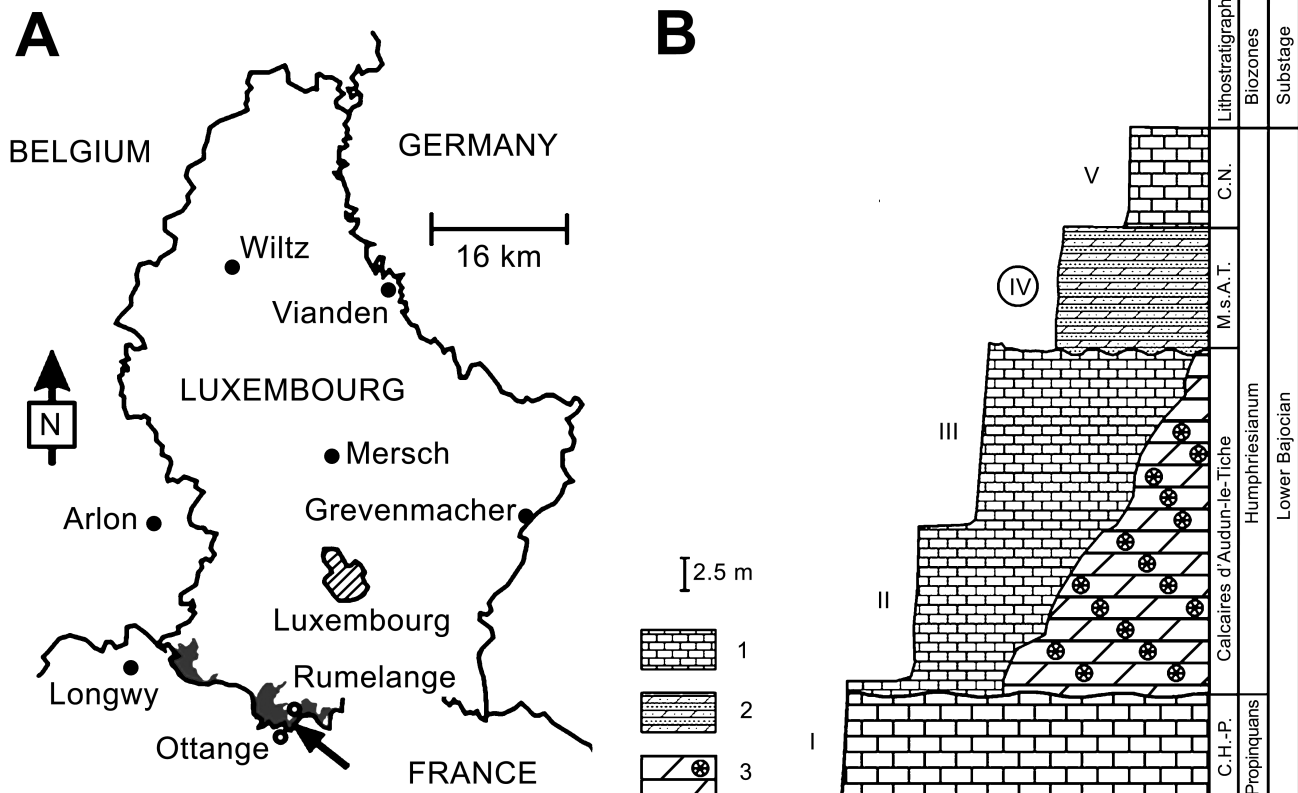 A
BELGIUM
GERMANY
16 km
Wiltz
Vianden
LUXEMBOURG
N
Mersch
Grevenmacher
Arlon
Luxembourg
Rumelange
Longwy
Ottange
FRANCE
B
Biozones
Substage
V
C.N.
IV
M.s.A.T.
III
Calcaires d'Audun-le-Tiche
Humphriesianum
Lower Bajocian
2.5 m
II
1
2
3
I
C.H.-P.
Propinquans